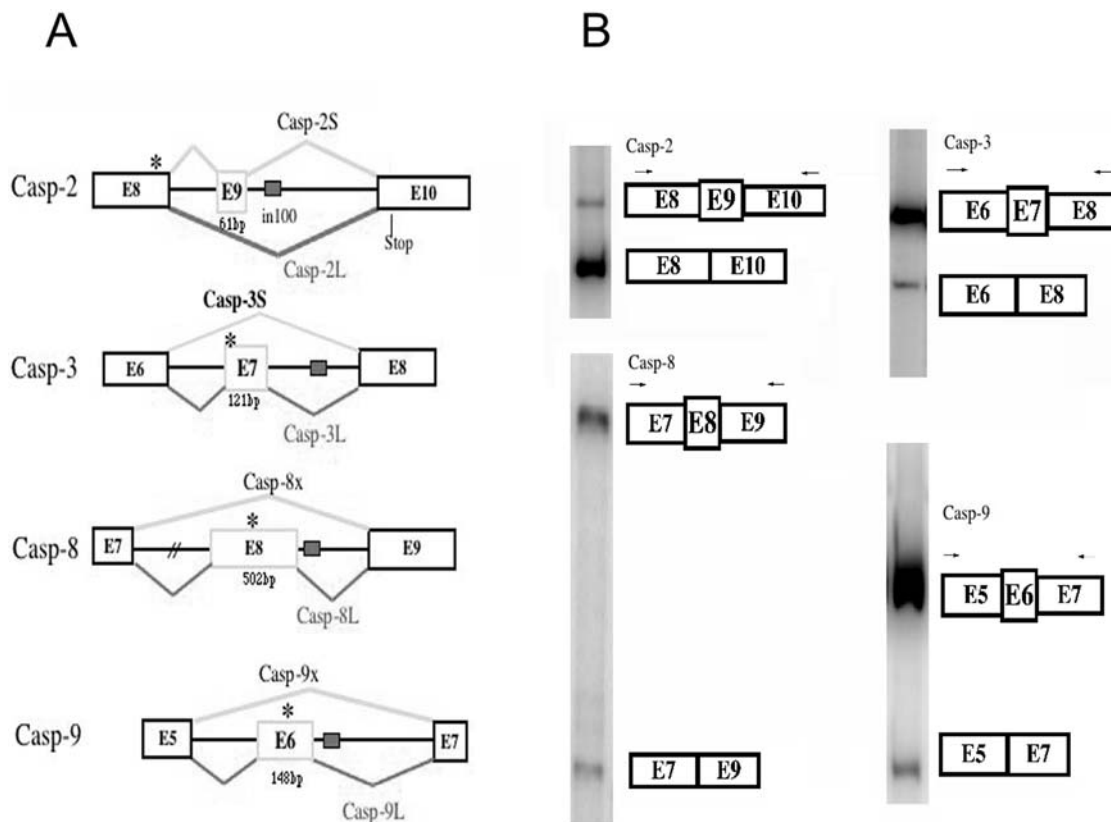 A
B
Casp-2
*
Casp-2S
E8
E9
E10
61bp
in100
Stop
Casp-2L
Casp-3
Casp-3S
*
E6
E7
E8
121bp
Casp-3L
Casp-8
Casp-8x
*
E7
//
E8
E9
502bp
Casp-8L
Casp-9
Casp-9x
*
E5
E6
E7
148bp
Casp-9L
Casp-2
E8 E9 E10
E8 E10
Casp-8
E7 E8 E9
E7 E9
Casp-3
E6 E7 E8
E6 E8
Casp-9
E5 E6 E7
E5 E7